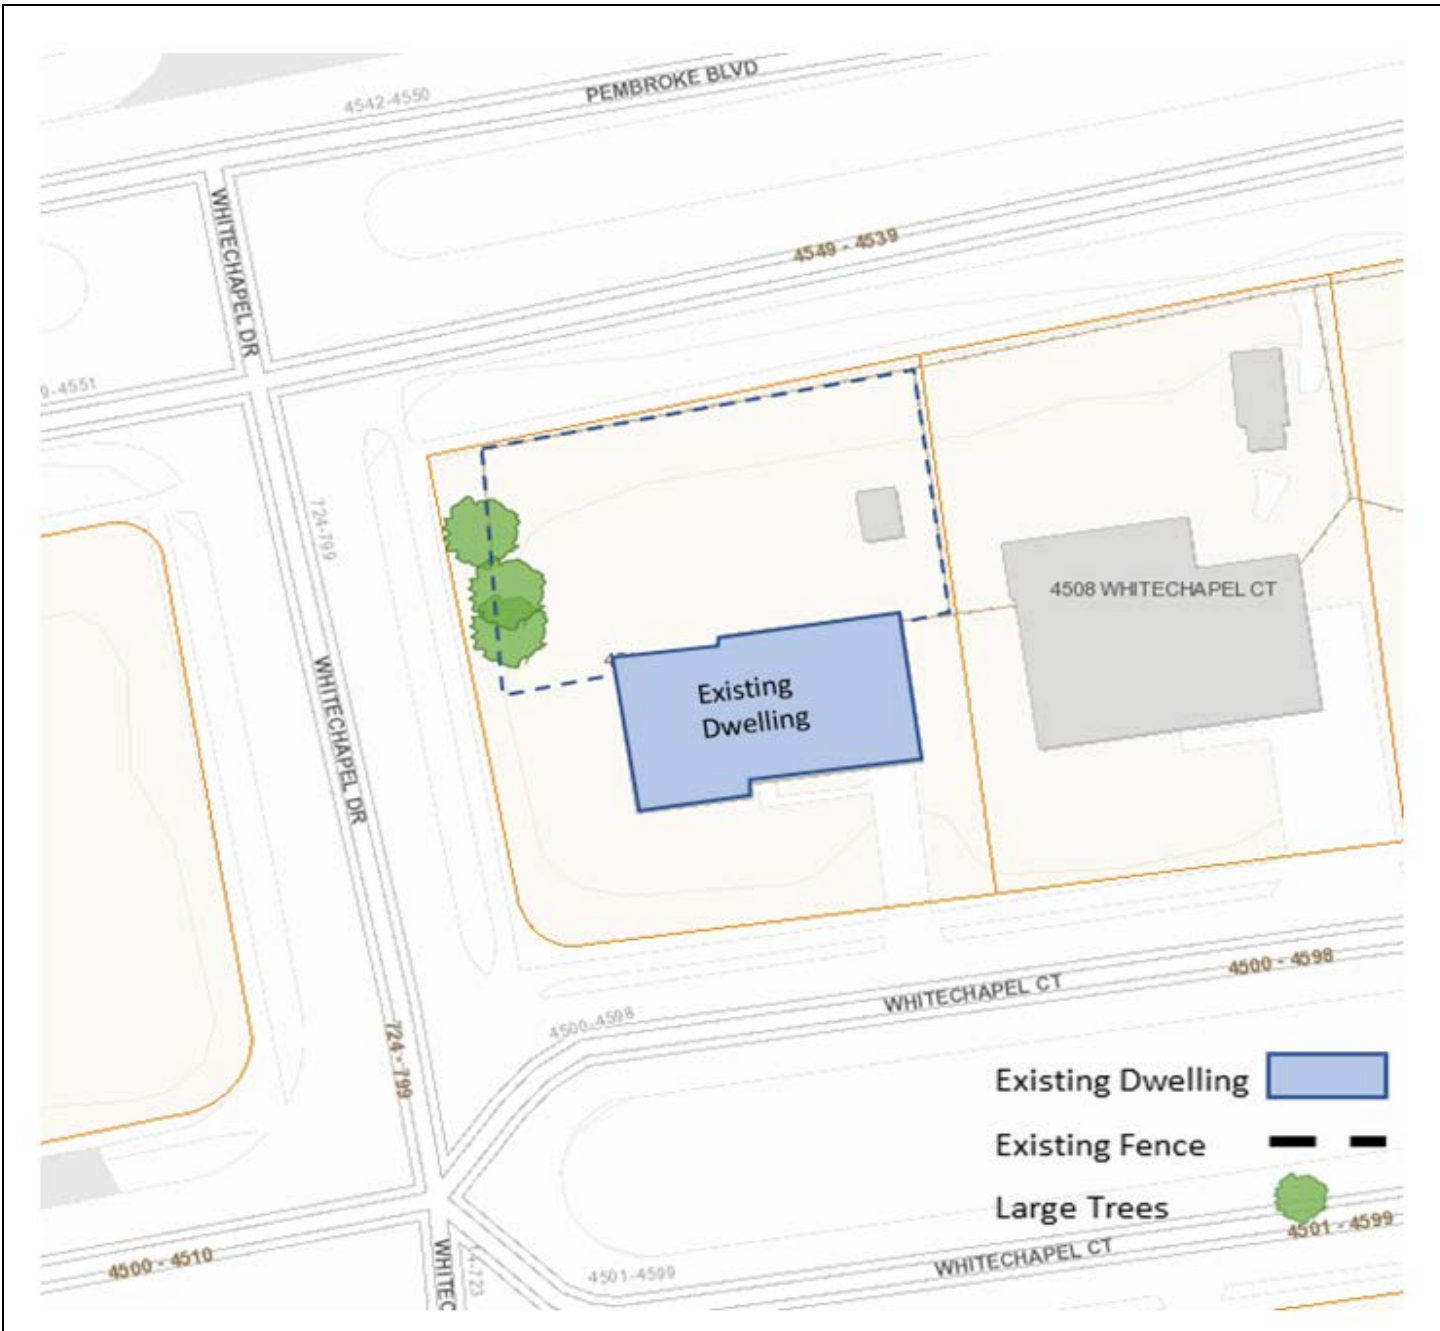 4542-4550
PEMBROKE BLVD
WHITECHAPEL DR
4549 - 4539
9-4551
724-799
4508 WHITECHAPEL CT
Existing
Dwelling
WHITECHAPEL DR
724 - 799
4500-4598
WHITECHAPEL CT
4500 - 4598
Existing Dwelling
Existing Fence
Large Trees
4501 - 4599
WHITECHAPEL CT
4501-4599
4500 - 4510
WHITEC